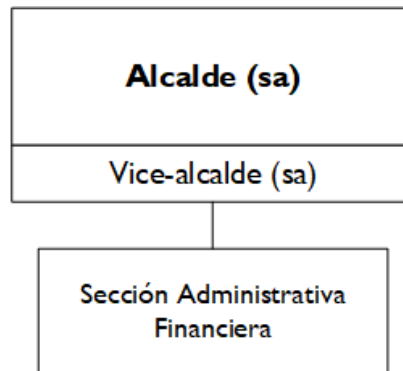 Alcalde (sa)
Vice-alcalde (sa)
Sección Administrativa
Financiera